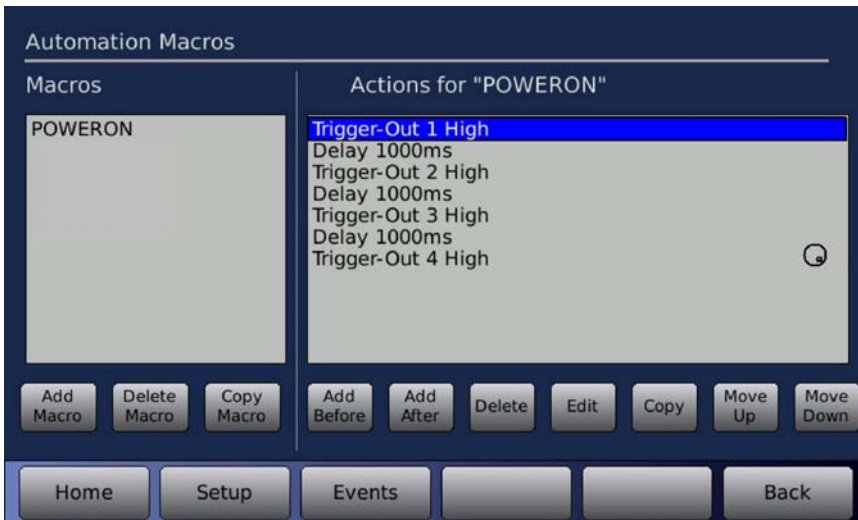 Automation Macros
Macros
Actions for "POWERON"
POWERON
Trigger-Out 1 High
Delay 1000ms
Trigger-Out 2 High
Delay 1000ms
Trigger-Out 3 High
Delay 1000ms
Trigger-Out 4 High
Add Macro
Delete Macro
Copy Macro
Add Before
Add After
Delete
Edit
Copy
Move Up
Move Down
Home
Setup
Events
Back